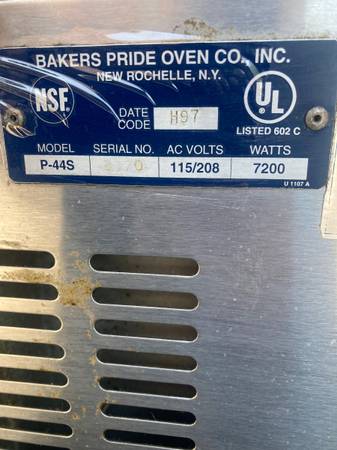 BAKERS PRIDE OVEN CO., INC.
NEW ROCHELLE, N.Y.
NSF
DATE CODE H97
UL
LISTED 602 C
MODEL SERIAL NO. AC VOLTS WATTS
P-44S 115/208 7200
U 1107 A